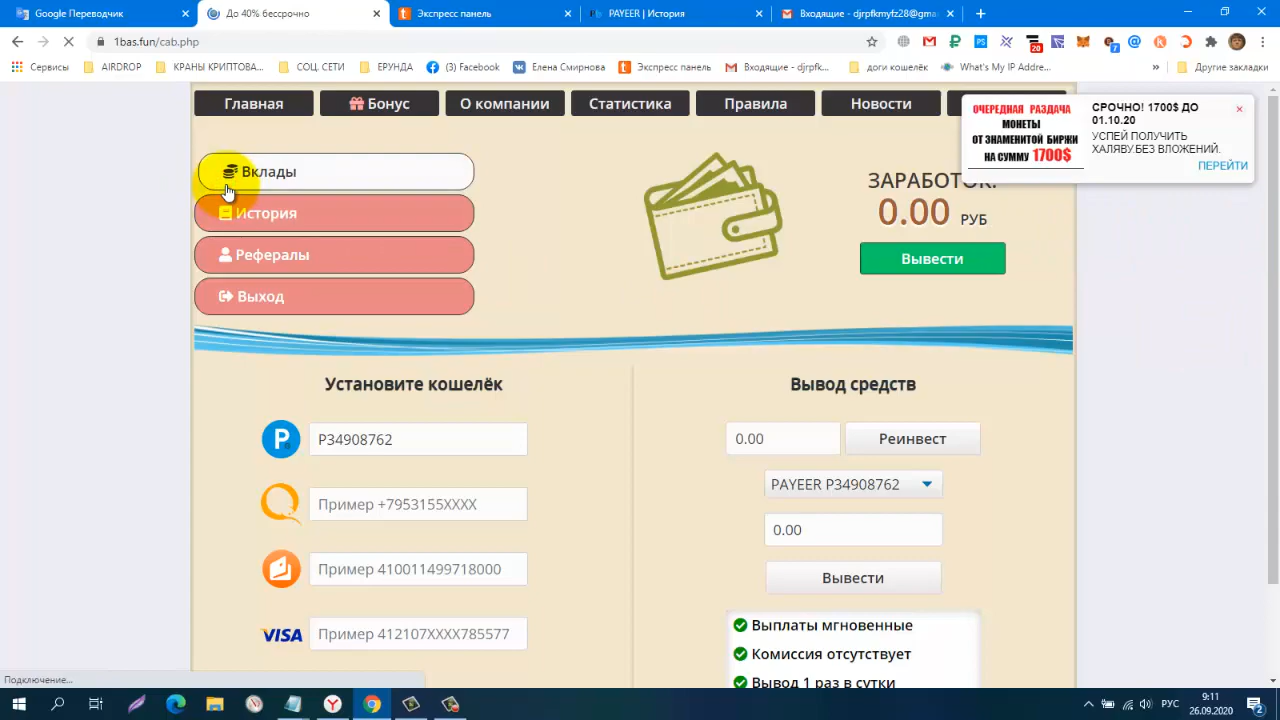 Google Переводчик
До 40% бессрочно
Экспресс панель
PAYEER | История
Входящие - djrpfkmyfz28@gma
1bas.fun/cab.php
20
7
Сервисы
AIRDROP
КРАНЫ КРИПТОВА...
СОЦ. СЕТИ
ЕРУНДА
(3) Facebook
Елена Смирнова
Экспресс панель
Входящие - djrpfk...
доги кошелёк
What's My IP Addre...
»
Другие закладки
Главная
Бонус
О компании
Статистика
Правила
Новости
ОЧЕРЕДНАЯ РАЗДАЧА
МОНЕТЫ
ОТ ЗНАМЕНИТОЙ БИРЖИ
НА СУММУ 1700$
СРОЧНО! 1700$ ДО
01.10.20
УСПЕЙ ПОЛУЧИТЬ
ХАЛЯВУ.БЕЗ ВЛОЖЕНИЙ.
ПЕРЕЙТИ
Вклады
История
Рефералы
Выход
ЗАРАБОТОК:
0.00 РУБ
Вывести
Установите кошелёк
P34908762
Пример +7953155XXXX
Пример 410011499718000
VISA
Пример 412107XXXX785577
Вывод средств
0.00
Реинвест
PAYEER P34908762
0.00
Вывести
Выплаты мгновенные
Комиссия отсутствует
Вывод 1 раз в сутки
Подключение...
РУС
9:11
26.09.2020
2